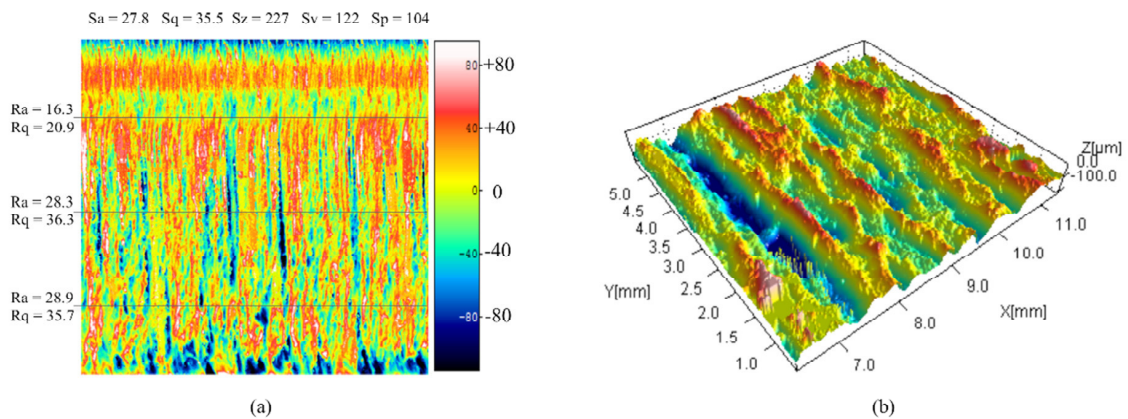 Sa = 27.8 Sq = 35.5 Sz = 227 Sv = 122 Sp = 104
Ra = 16.3
Rq = 20.9
Ra = 28.3
Rq = 36.3
Ra = 28.9
Rq = 35.7
80 +80
40 +40
0 0
-40 -40
-80 -80
(a)
Z[µm]
0.0
-100.0
5.0
4.5
4.0
3.5
3.0
2.5
2.0
1.5
1.0
Y[mm]
11.0
10.0
9.0
8.0
7.0
X[mm]
(b)